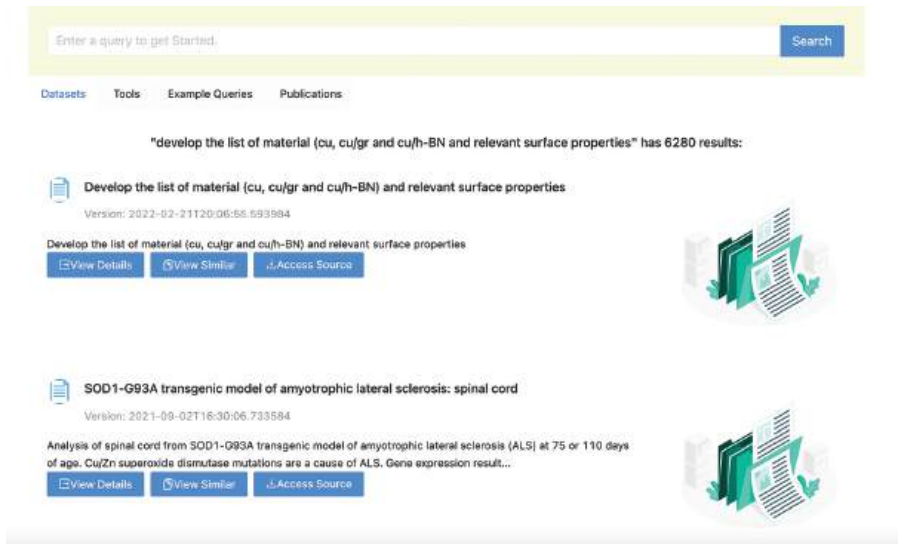 Enter a query to get Started.
Search
Datasets Tools Example Queries Publications
"develop the list of material (cu, cu/gr and cu/h-BN and relevant surface properties" has 6280 results:
Develop the list of material (cu, cu/gr and cu/h-BN) and relevant surface properties
Version: 2022-02-21T20:06:55.593984
Develop the list of material (cu, cu/gr and cu/h-BN) and relevant surface properties
View Details View Similar Access Source
SOD1-G93A transgenic model of amyotrophic lateral sclerosis: spinal cord
Version: 2021-09-02T16:30:06.733584
Analysis of spinal cord from SOD1-G93A transgenic model of amyotrophic lateral sclerosis (ALS) at 75 or 110 days
of age. Cu/Zn superoxide dismutase mutations are a cause of ALS. Gene expression result...
View Details View Similar Access Source